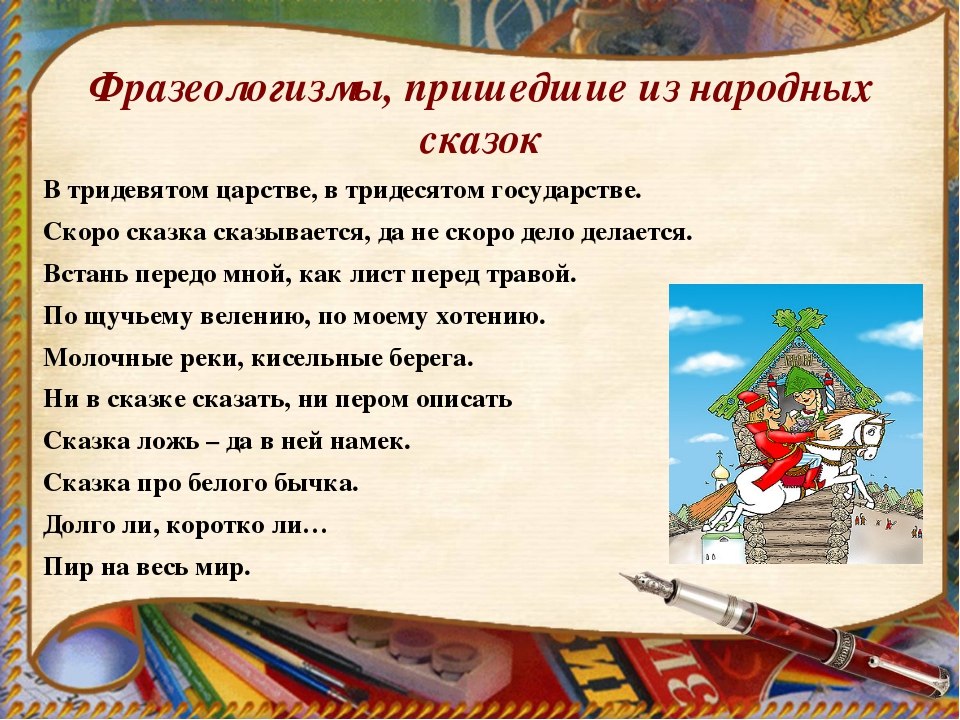 Фразеологизмы, пришедшие из народных
сказок
В тридевятом царстве, в тридесятом государстве.
Скоро сказка сказывается, да не скоро дело делается.
Встань передо мной, как лист перед травой.
По щучьему велению, по моему хотению.
Молочные реки, кисельные берега.
Ни в сказке сказать, ни пером описать
Сказка ложь – да в ней намек.
Сказка про белого бычка.
Долго ли, коротко ли…
Пир на весь мир.